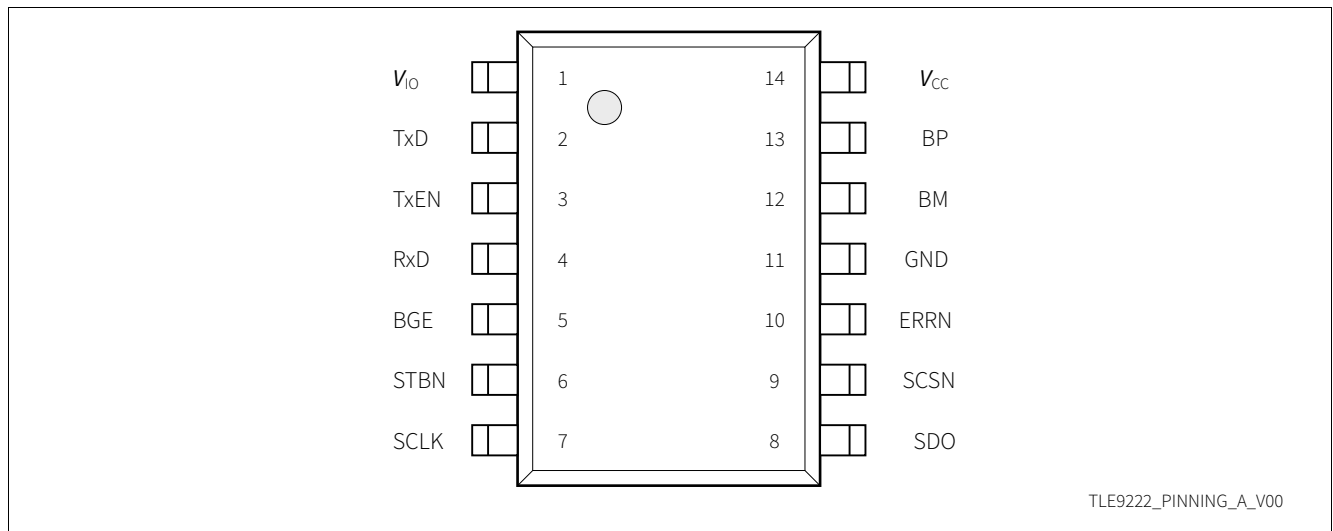 VIO 1 14 VCC
TxD 2 13 BP
TxEN 3 12 BM
RxD 4 11 GND
BGE 5 10 ERRN
STBN 6 9 SCSN
SCLK 7 8 SDO
TLE9222_PINNING_A_V00